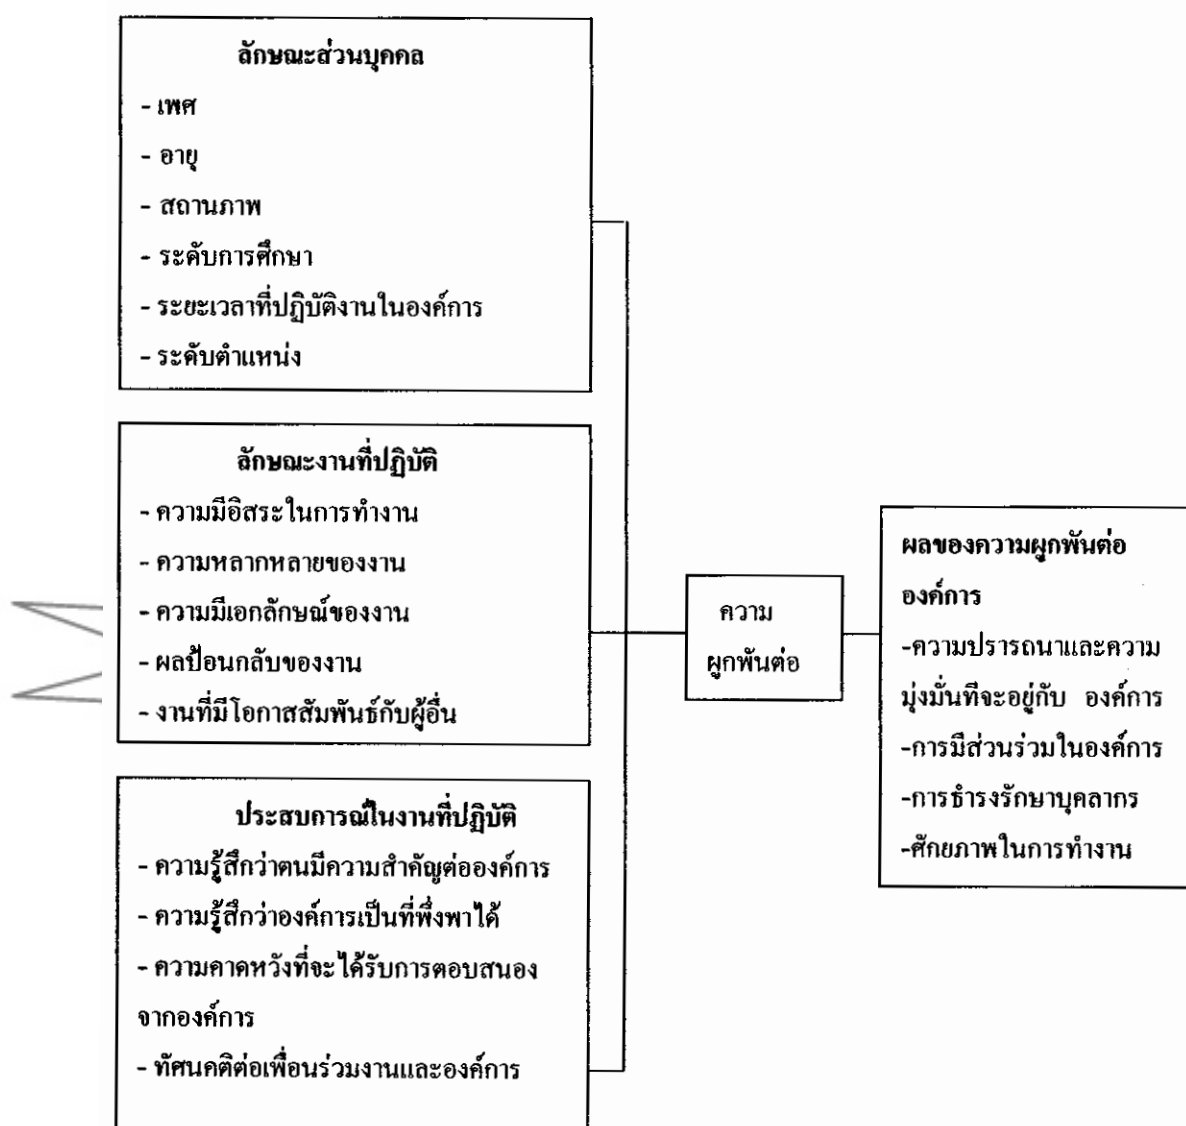 ลักษณะส่วนบุคคล
- เพศ
- อายุ
- สถานภาพ
- ระดับการศึกษา
- ระยะเวลาที่ปฏิบัติงานในองค์การ
- ระดับตำแหน่ง
ลักษณะงานที่ปฏิบัติ
- ความมีอิสระในการทำงาน
- ความหลากหลายของงาน
- ความมีเอกลักษณ์ของงาน
- ผลป้อนกลับของงาน
- งานที่มีโอกาสสัมพันธ์กับผู้อื่น
ประสบการณ์ในงานที่ปฏิบัติ
- ความรู้สึกว่าตนมีความสำคัญต่อองค์การ
- ความรู้สึกว่าองค์การเป็นที่พึ่งพาได้
- ความคาดหวังที่จะได้รับการตอบสนอง
จากองค์การ
- ทัศนคติต่อเพื่อนร่วมงานและองค์การ
ความ
ผูกพันต่อ
ผลของความผูกพันต่อ
องค์การ
-ความปรารถนาและความ
มุ่งมั่นที่จะอยู่กับ องค์การ
-การมีส่วนร่วมในองค์การ
-การธำรงรักษาบุคลากร
-ศักยภาพในการทำงาน